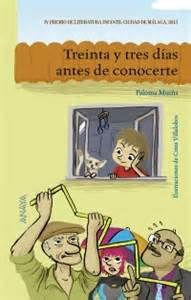 IV PREMIO DE LITERATURA INFANTIL CIUDAD DE MÁLAGA, 2013
Treinta y tres días
antes de conocerte
Paloma Muiña
Ilustraciones de Cristo Villalobos
ANAYA